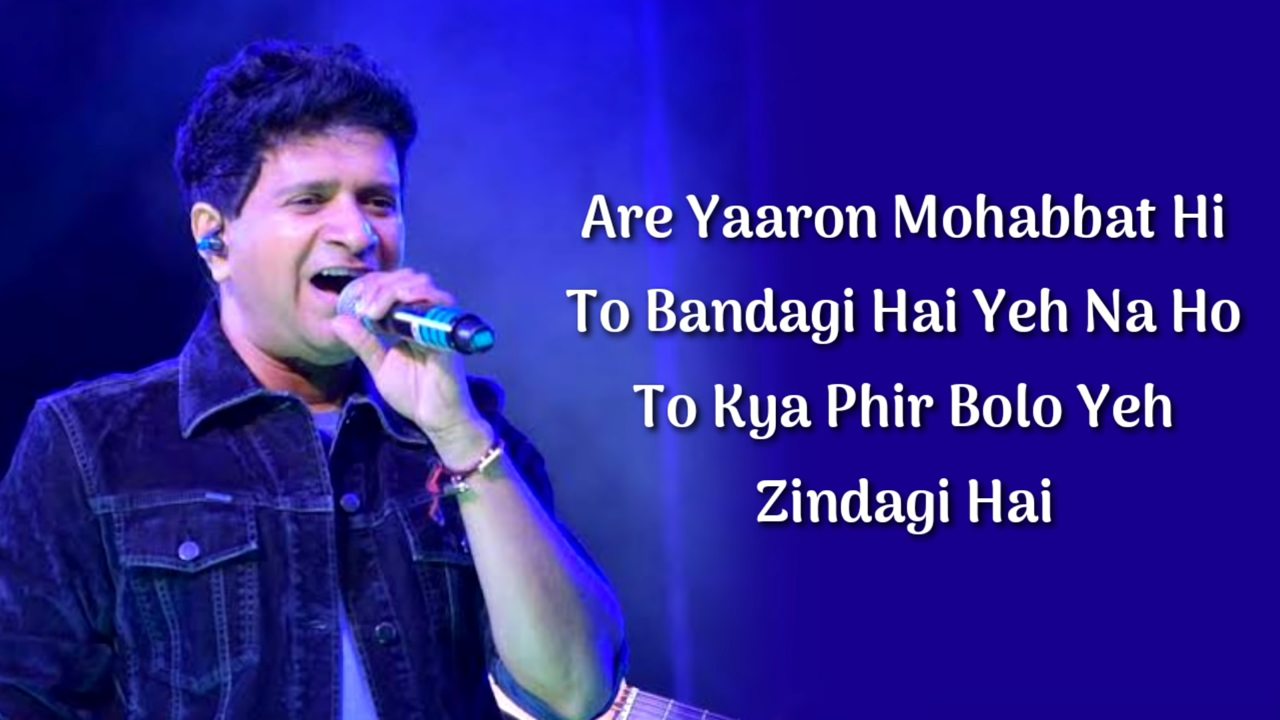 Are Yaaron Mohabbat Hi
To Bandagi Hai Yeh Na Ho
To Kya Phir Bolo Yeh
Zindagi Hai